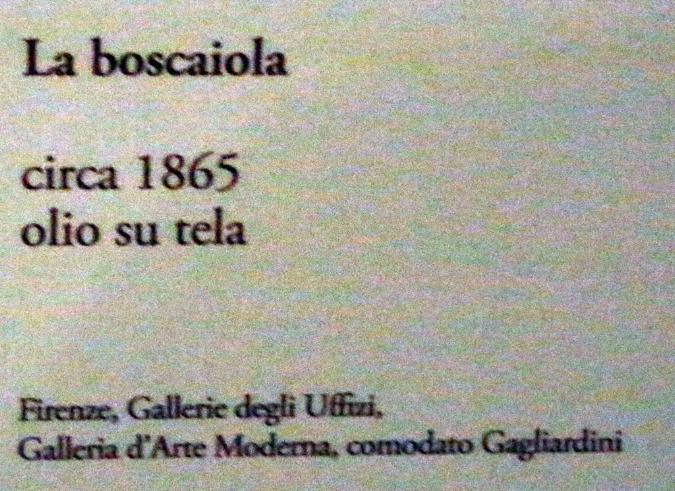 La boscaiola
circa 1865
olio su tela
Firenze, Gallerie degli Uffizi,
Galleria d'Arte Moderna, comodato Gagliardini